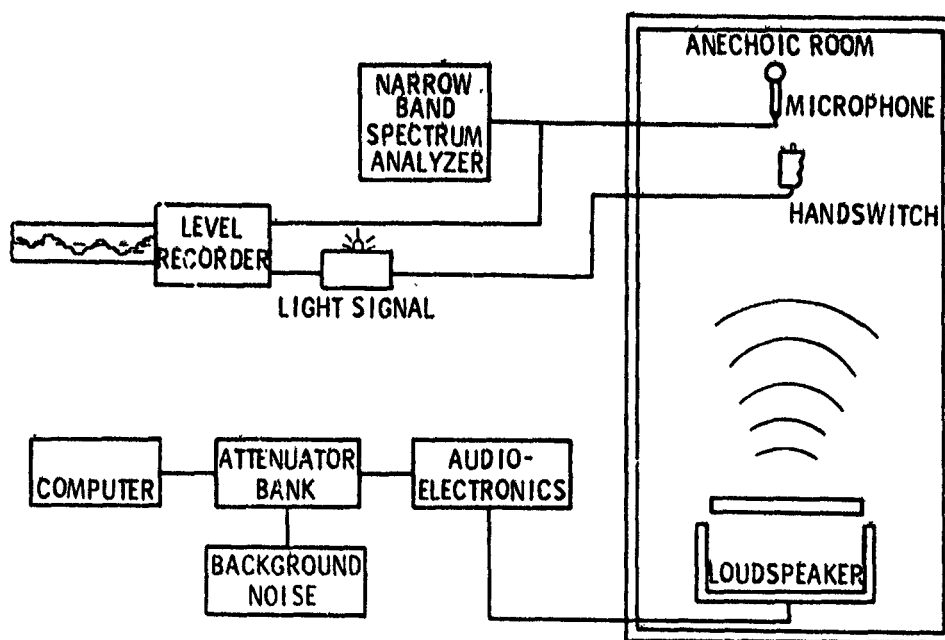 ANECHOIC ROOM
MICROPHONE
HANDSWITCH
NARROW
BAND
SPECTRUM
ANALYZER
LEVEL
RECORDER
LIGHT SIGNAL
COMPUTER
ATTENUATOR
BANK
AUDIO-
ELECTRONICS
BACKGROUND
NOISE
LOUDSPEAKER